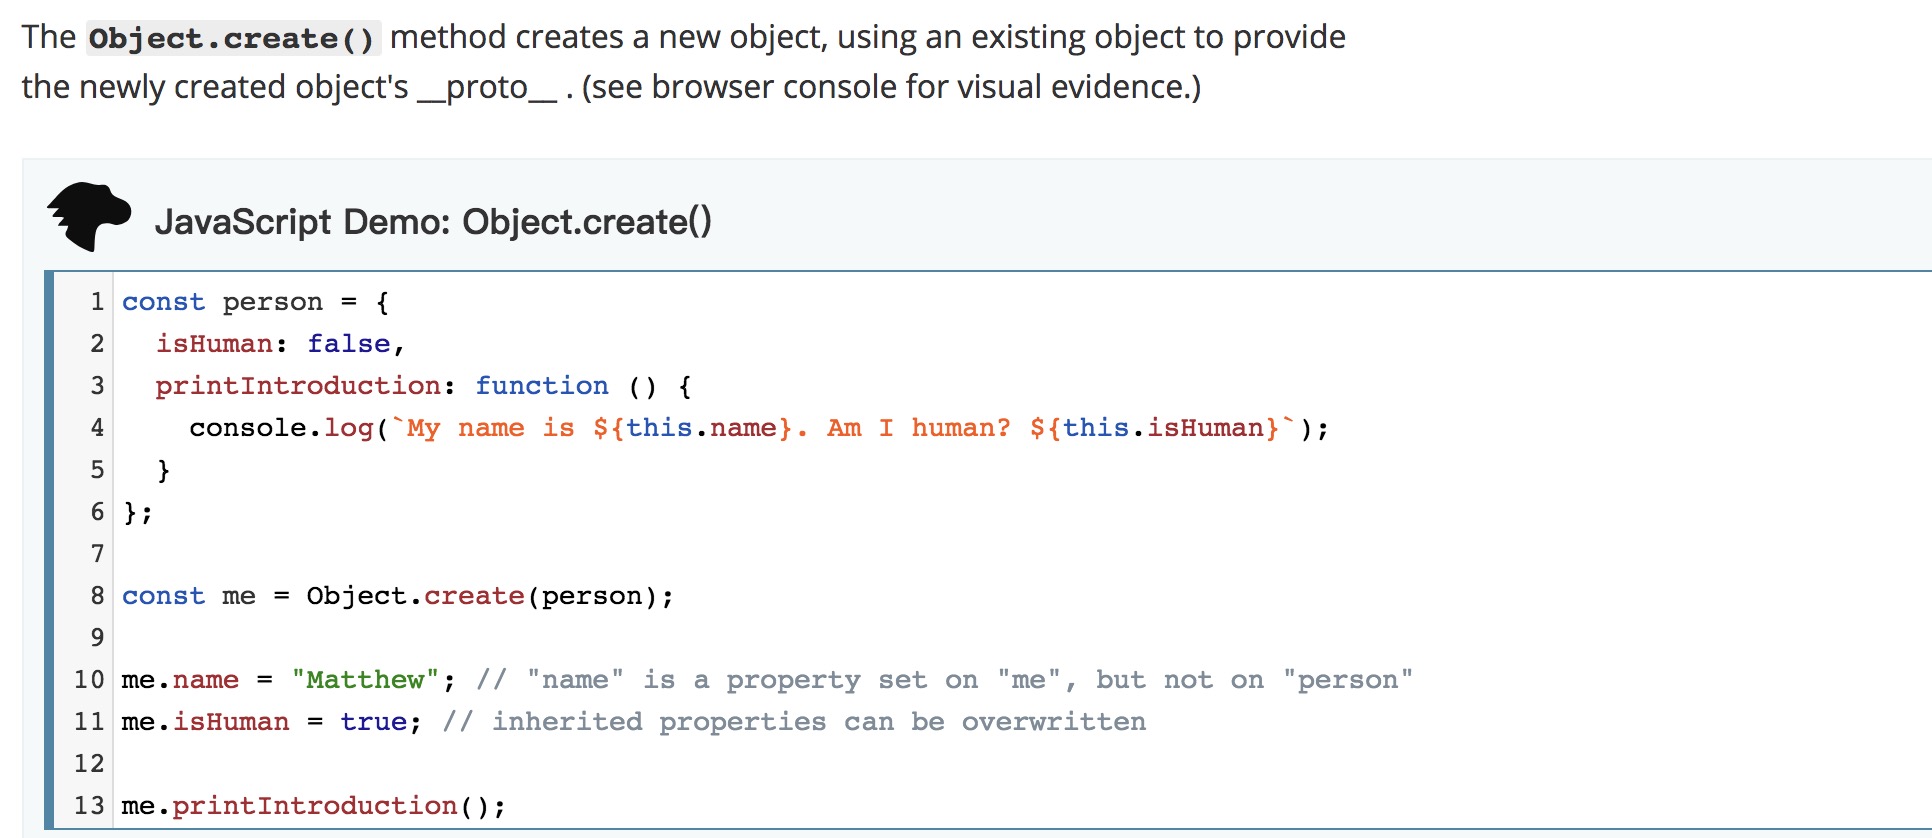 The Object.create() method creates a new object, using an existing object to provide
the newly created object's __proto__ . (see browser console for visual evidence.)
JavaScript Demo: Object.create()
1 const person = {
2   isHuman: false,
3   printIntroduction: function () {
4     console.log(`My name is ${this.name}. Am I human? ${this.isHuman}`);
5   }
6 };
7
8 const me = Object.create(person);
9
10 me.name = "Matthew"; // "name" is a property set on "me", but not on "person"
11 me.isHuman = true; // inherited properties can be overwritten
12
13 me.printIntroduction();